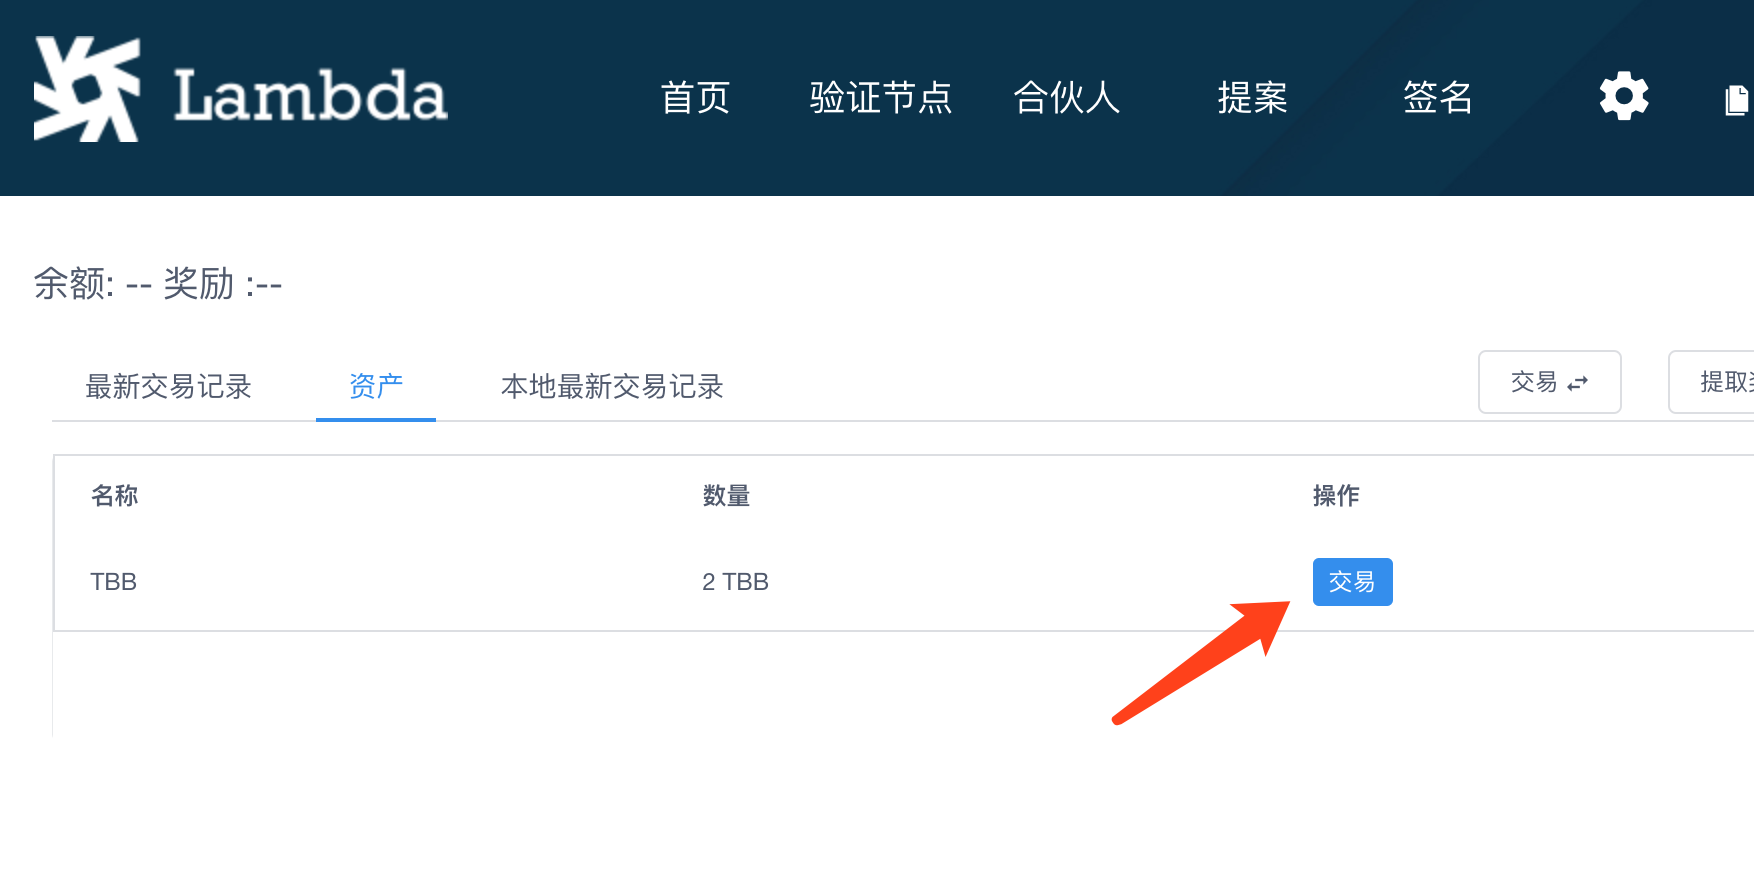 Lambda
首页 验证节点 合伙人 提案 签名
余额: -- 奖励 :--
最新交易记录 资产 本地最新交易记录 交易 提取
名称 数量 操作
TBB 2 TBB 交易